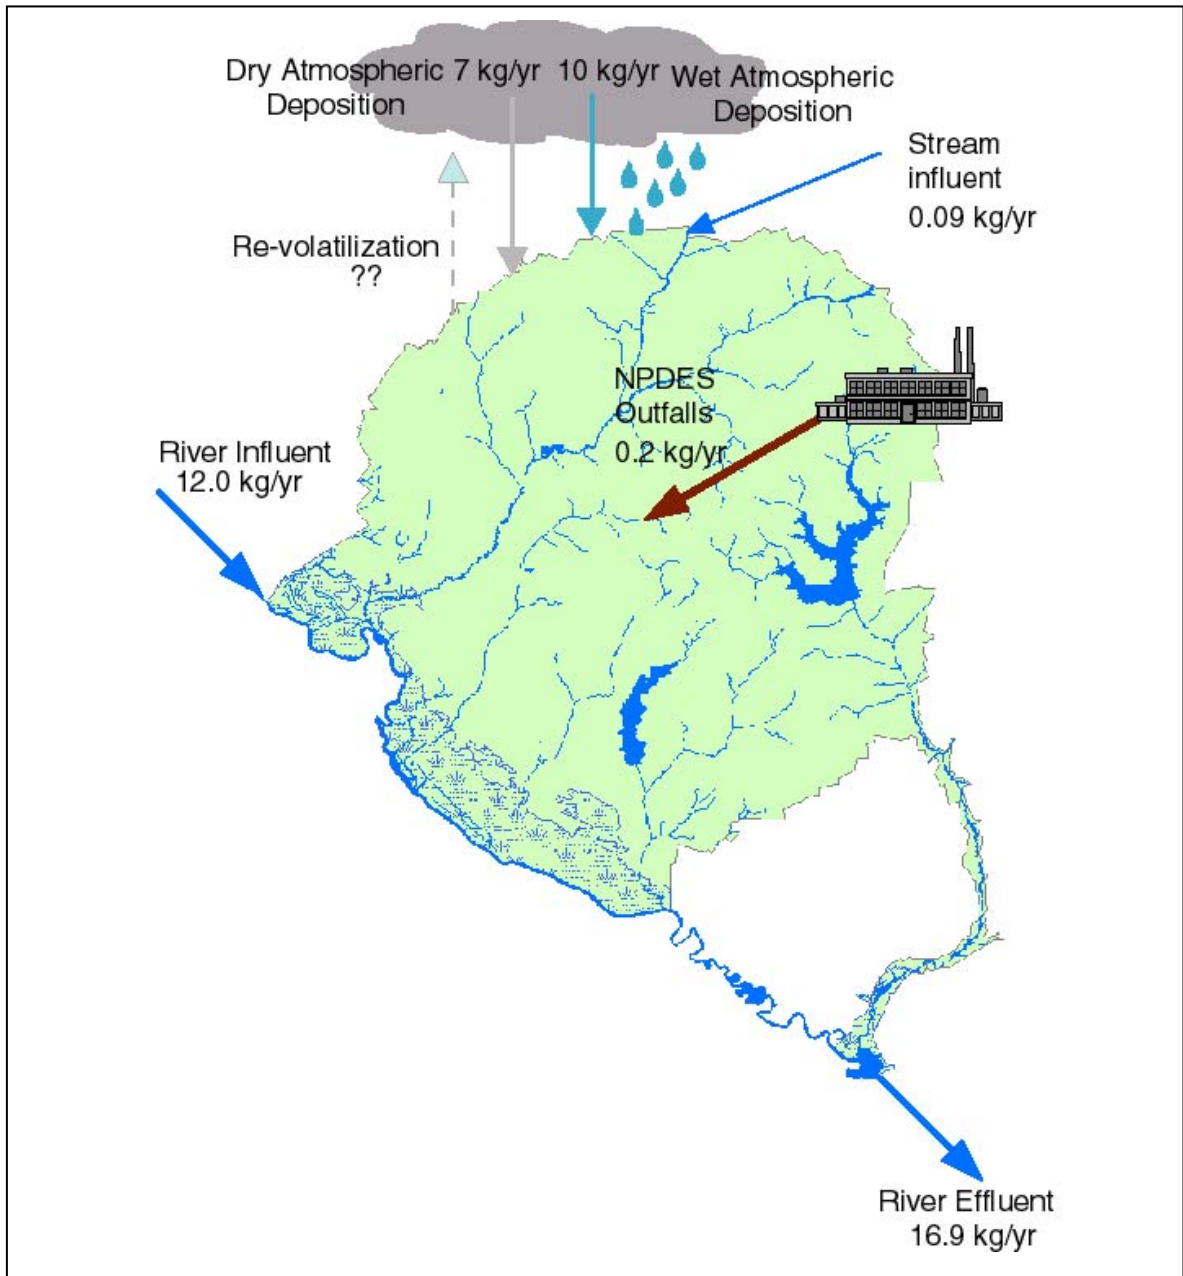 Dry Atmospheric 7 kg/yr 10 kg/yr Wet Atmospheric
Deposition Deposition
Stream
influent
0.09 kg/yr
Re-volatilization
??
NPDES
Outfalls
0.2 kg/yr
River Influent
12.0 kg/yr
River Effluent
16.9 kg/yr